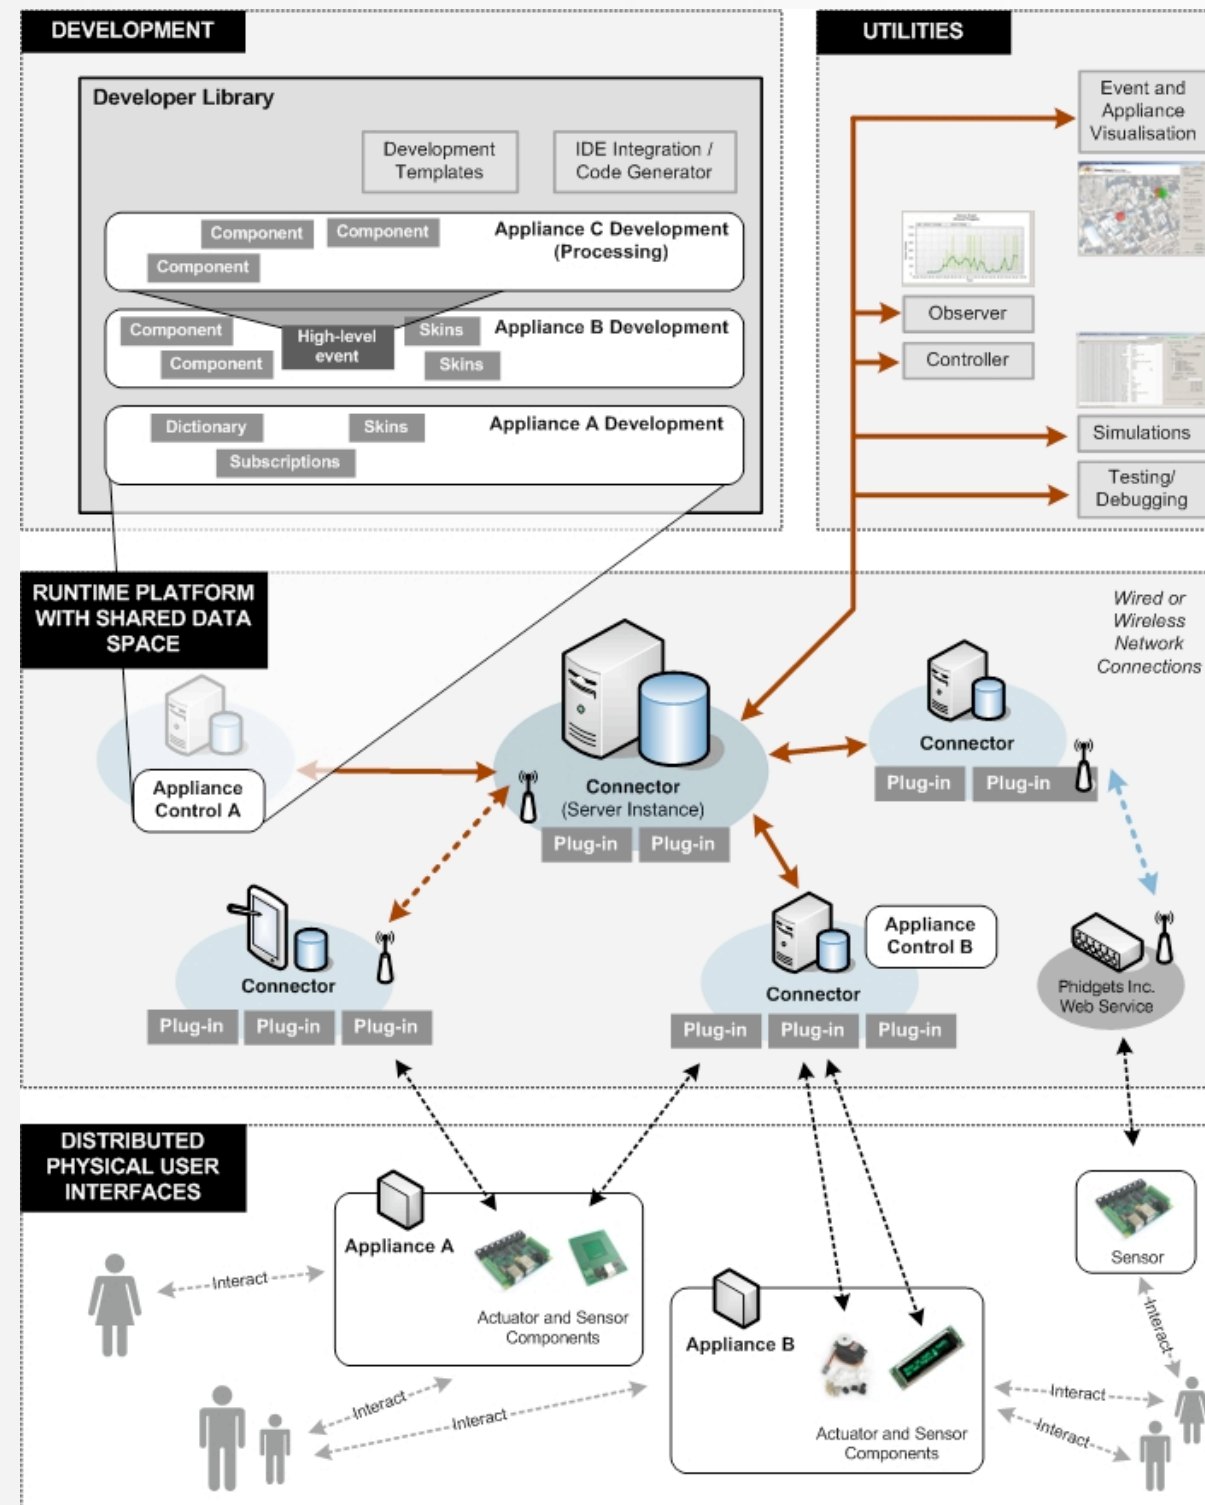 DEVELOPMENT
Developer Library
Development
Templates
IDE Integration /
Code Generator
Component
Component
Component
Appliance C Development
(Processing)
Component
Component
High-level
event
Skins
Skins
Appliance B Development
Dictionary
Skins
Subscriptions
Appliance A Development
UTILITIES
Event and
Appliance
Visualisation
Observer
Controller
Simulations
Testing/
Debugging
RUNTIME PLATFORM
WITH SHARED DATA
SPACE
Wired or
Wireless
Network
Connections
Appliance
Control A
Connector
(Server Instance)
Plug-in
Plug-in
Connector
Plug-in
Plug-in
Connector
Plug-in
Plug-in
Plug-in
Appliance
Control B
Connector
Plug-in
Plug-in
Plug-in
Phidgets Inc.
Web Service
DISTRIBUTED
PHYSICAL USER
INTERFACES
Appliance A
Actuator and Sensor
Components
Appliance B
Actuator and Sensor
Components
Sensor
Interact
Interact
Interact
Interact
Interact
Interact